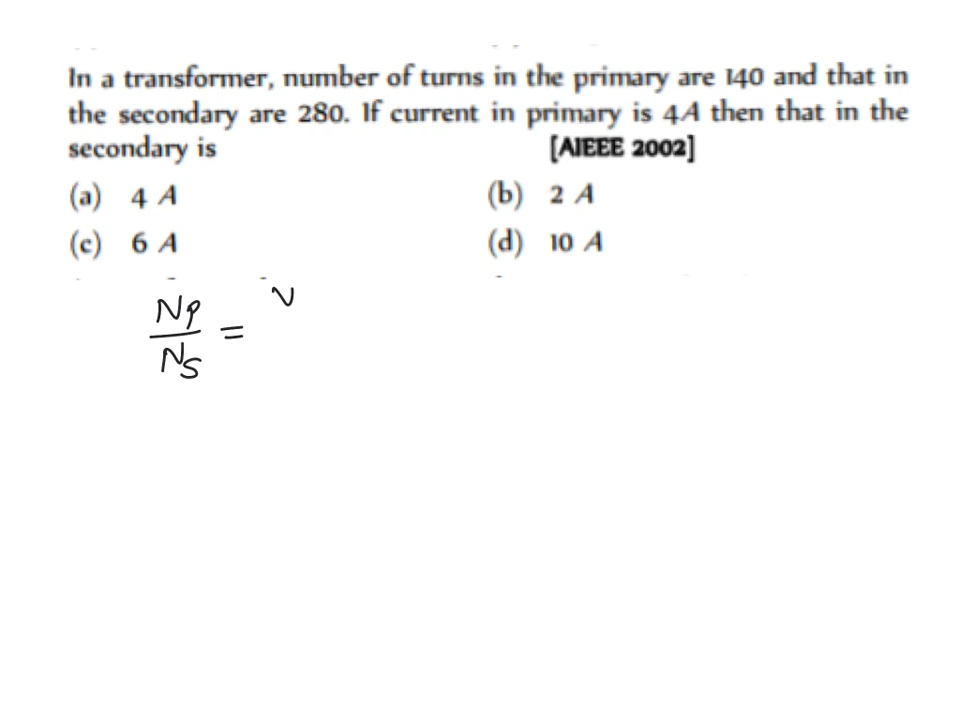 In a transformer, number of turns in the primary are 140 and that in
the secondary are 280. If current in primary is 4A then that in the
secondary is [AIEEE 2002]
(a) 4 A (b) 2 A
(c) 6 A (d) 10 A
Np
Ns
=